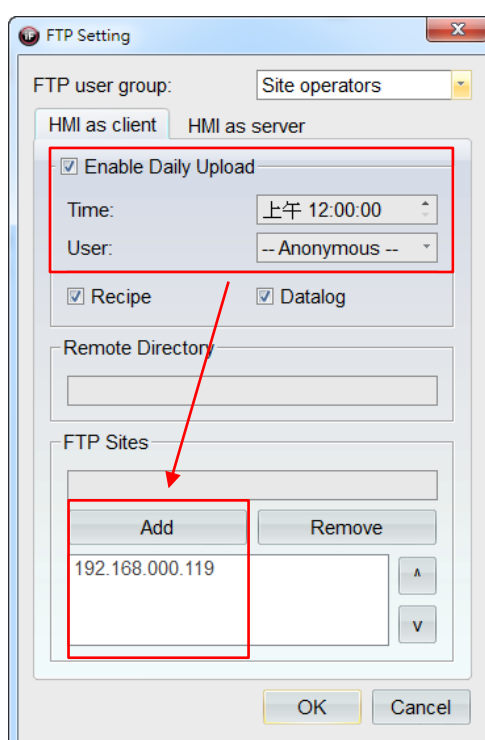 iF FTP Setting x
FTP user group: Site operators
HMI as client HMI as server
Enable Daily Upload
Time: 上午 12:00:00
User: -- Anonymous --
Recipe Datalog
Remote Directory
FTP Sites
Add Remove
192.168.000.119
ʌ
v
OK Cancel